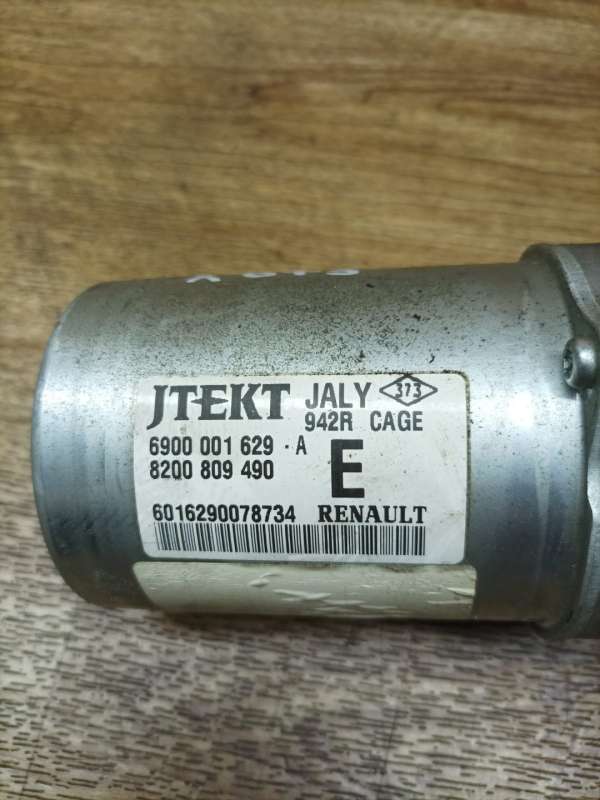 JTEKT JALY 373
942R CAGE
6900 001 629 · A
8200 809 490
E
6016290078734 RENAULT